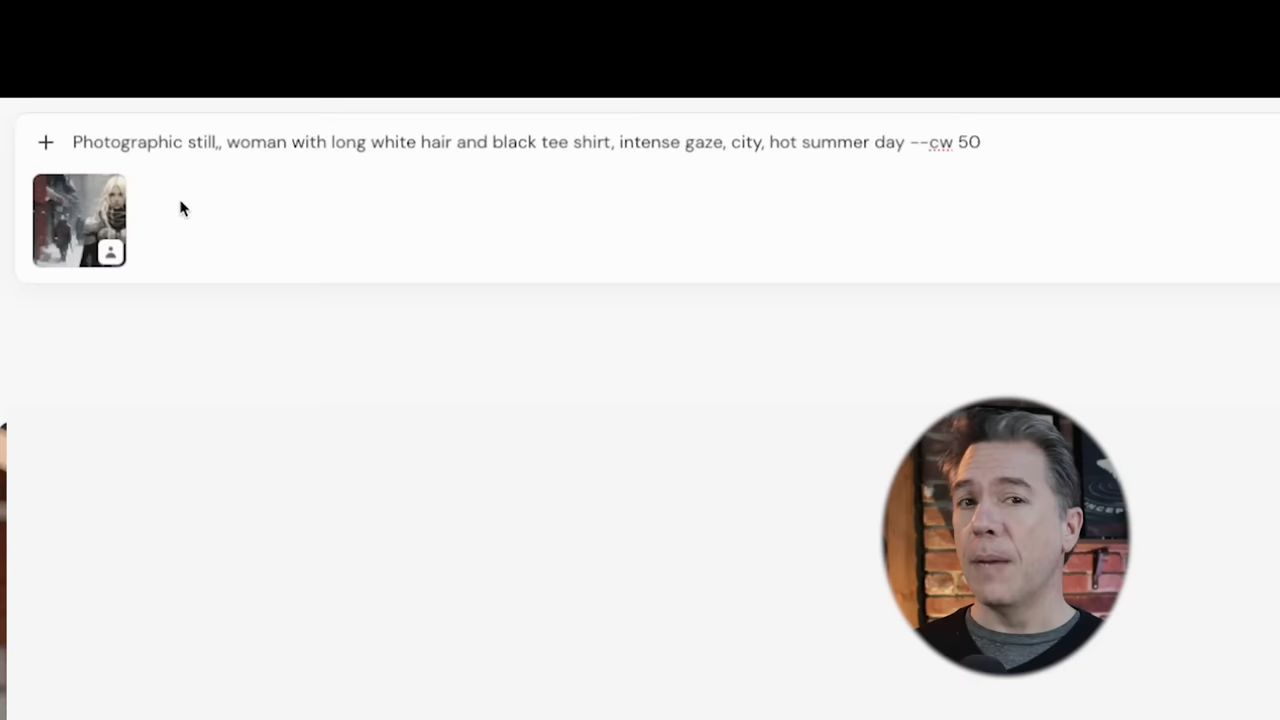 Photographic still,, woman with long white hair and black tee shirt, intense gaze, city, hot summer day --cw 50
NCEP